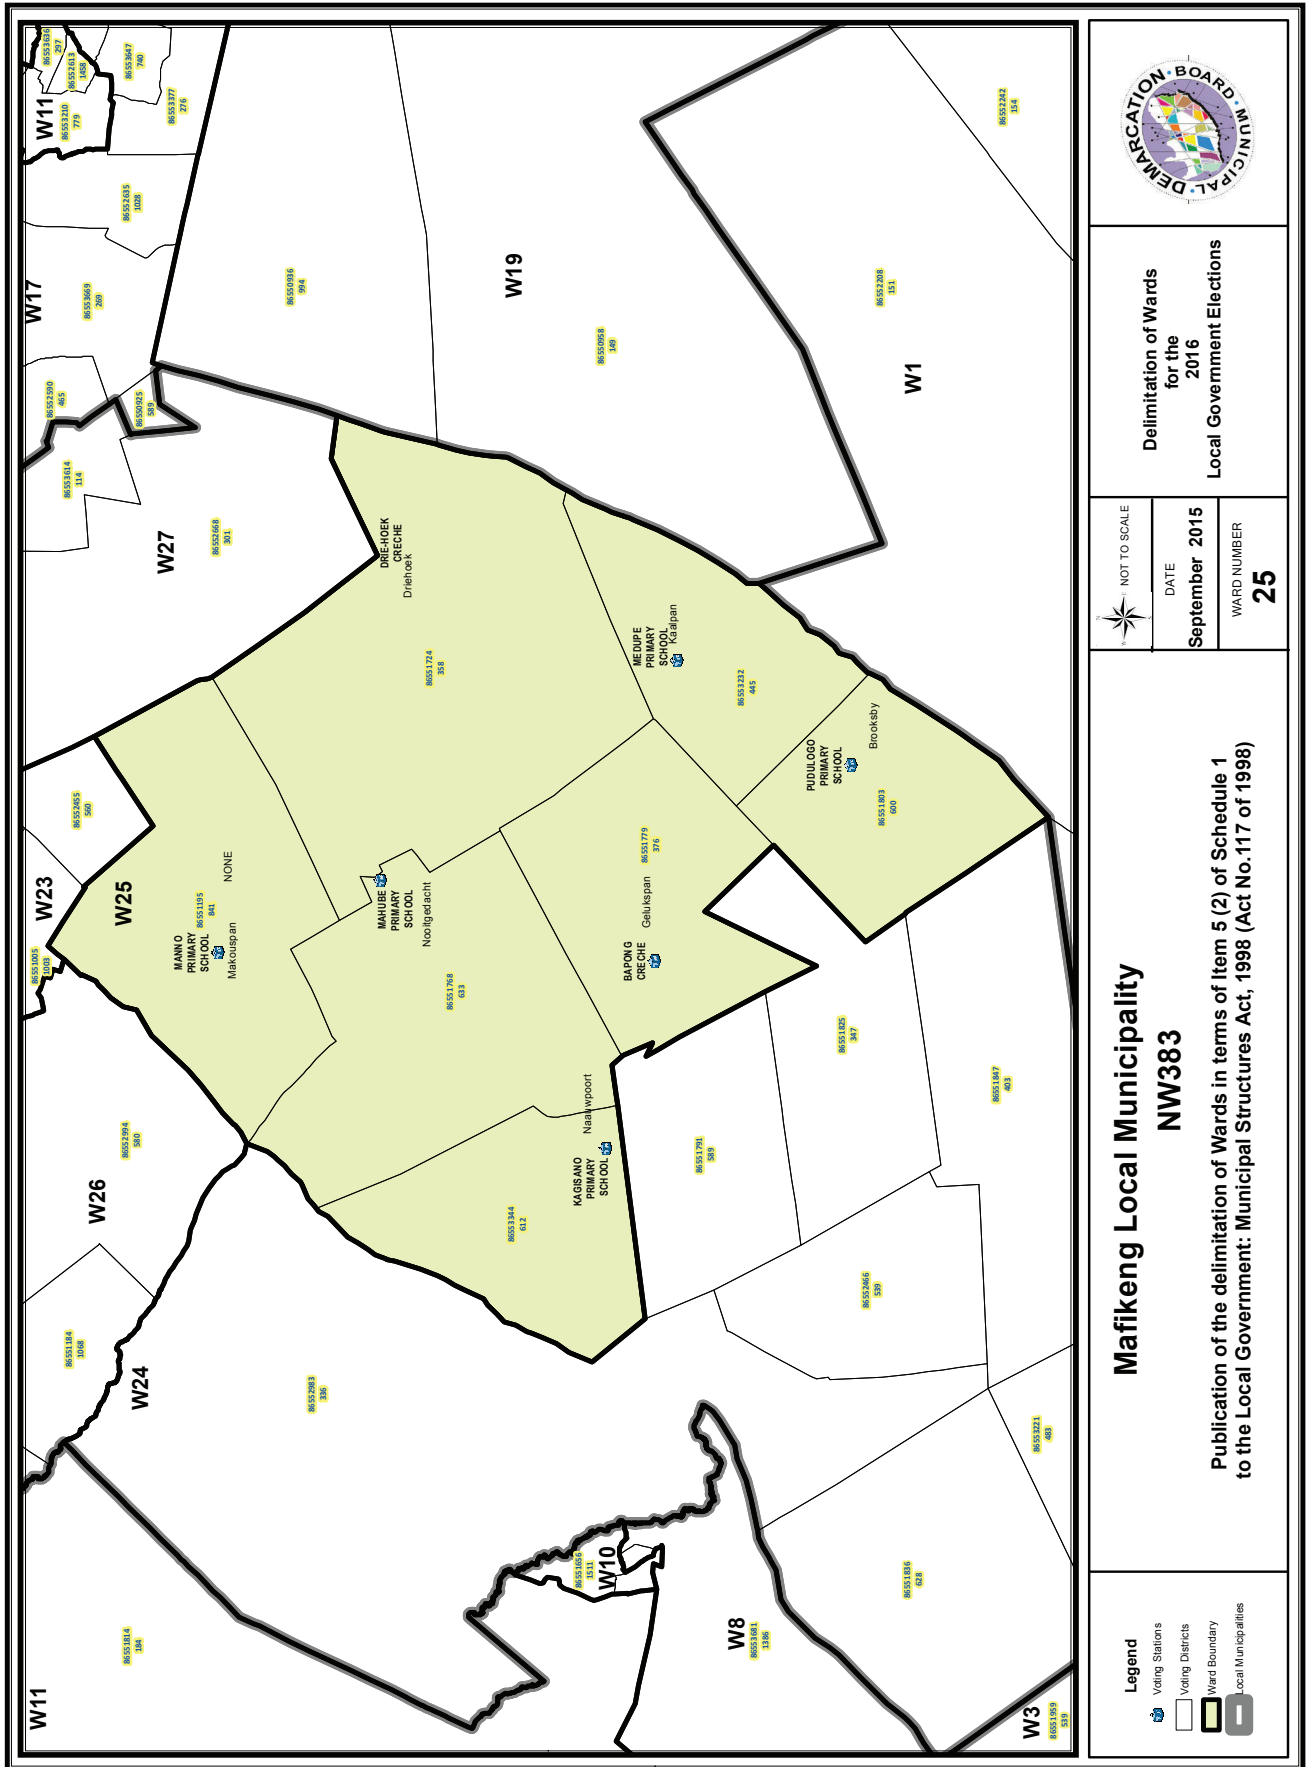 W11
86553636
297
86552613
1458
86553210
779
86553647
740
86553377
276
86552635
1028
W17
86553669
269
86552590
465
86550925
589
86553614
114
W27
86552668
301
86550936
994
W19
86550958
149
W1
86552208
151
86552242
154
DRIE-HOEK
CRECHE
Driehoek
86551724
358
MEDUPE
PRIMARY
SCHOOL
Kaalpan
86553232
445
PUDULOGO
PRIMARY
SCHOOL
Brooksby
86551803
600
86552455
560
W23
86551005
1003
W25
86551195
841
NONE
MANNO
PRIMARY
SCHOOL
Makouspan
MAHUBE
PRIMARY
SCHOOL
Nooitgedacht
86551768
633
86551779
376
Gelukspan
BAPONG
CRECHE
Naauwpoort
KAGISANO
PRIMARY
SCHOOL
86553344
612
86551825
347
86551847
403
86551791
589
86552466
539
86553221
483
86551836
628
W26
86552994
580
86551184
1068
W24
86552983
336
W11
86551814
184
86551656
1511
W10
W8
86553681
1386
W3
86551959
539
Legend
Voting Stations
Voting Districts
Ward Boundary
Local Municipalities
Mafikeng Local Municipality
NW383
Publication of the delimitation of Wards in terms of Item 5 (2) of Schedule 1
to the Local Government: Municipal Structures Act, 1998 (Act No.117 of 1998)
NOT TO SCALE
DATE
September 2015
WARD NUMBER
25
Delimitation of Wards
for the
2016
Local Government Elections
MUNICIPAL · DEMARCATION · BOARD ·